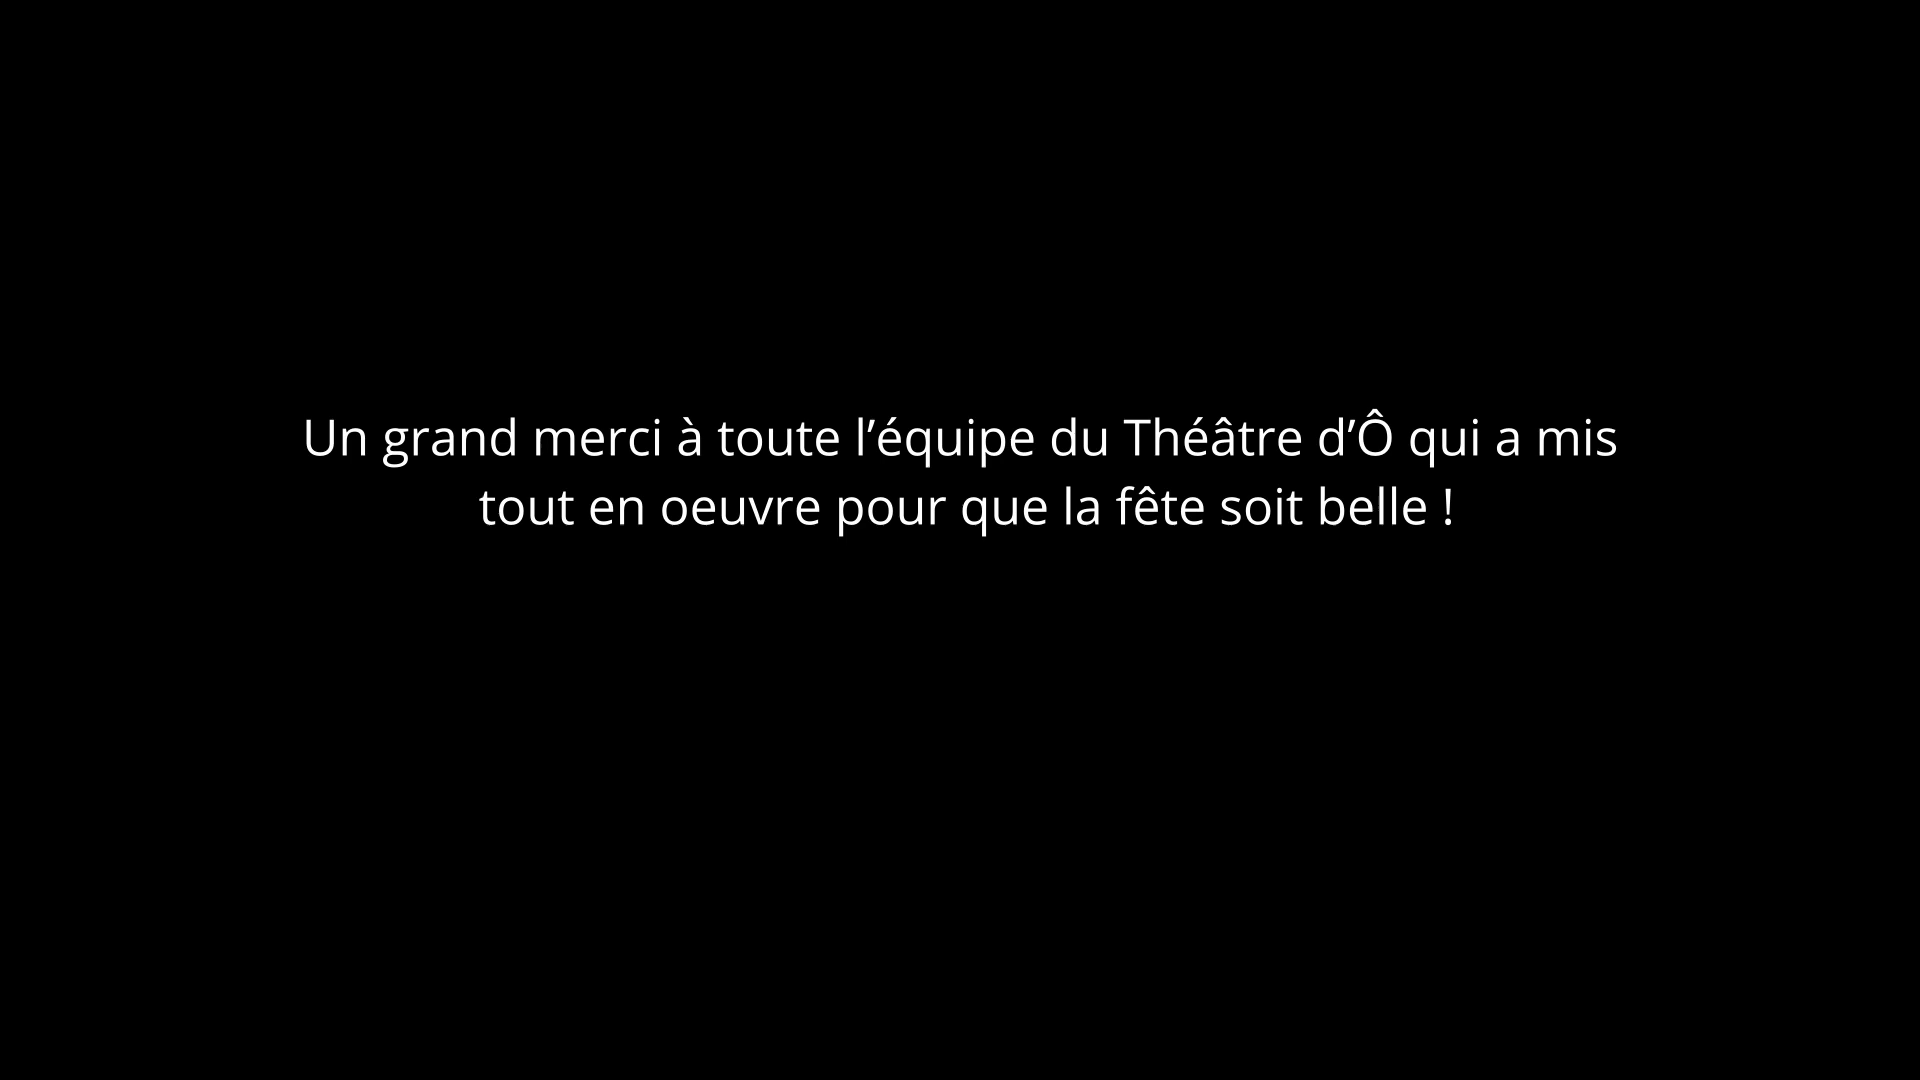 Un grand merci à toute l’équipe du Théâtre d’Ô qui a mis
tout en oeuvre pour que la fête soit belle !